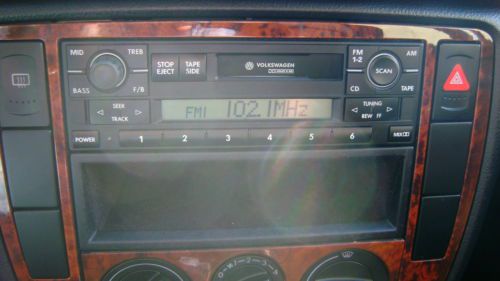 MID TREB
BASS F/B
STOP EJECT
TAPE SIDE
VOLKSWAGEN
FM 1-2
AM
SCAN
CD TAPE
SEEK
TRACK
FM1 102.1MHz
TUNING
REW FF
POWER
1 2 3 4 5 6
MIX